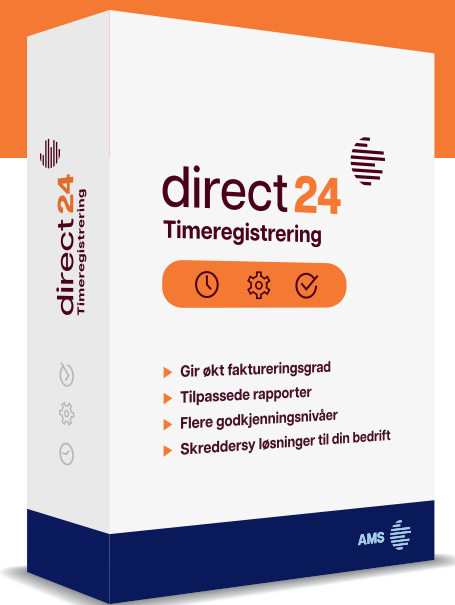 direct 24
Timeregistrering
direct 24
Timeregistrering
Gir økt faktureringsgrad
Tilpassede rapporter
Flere godkjenningsnivåer
Skreddersy løsninger til din bedrift
AMS